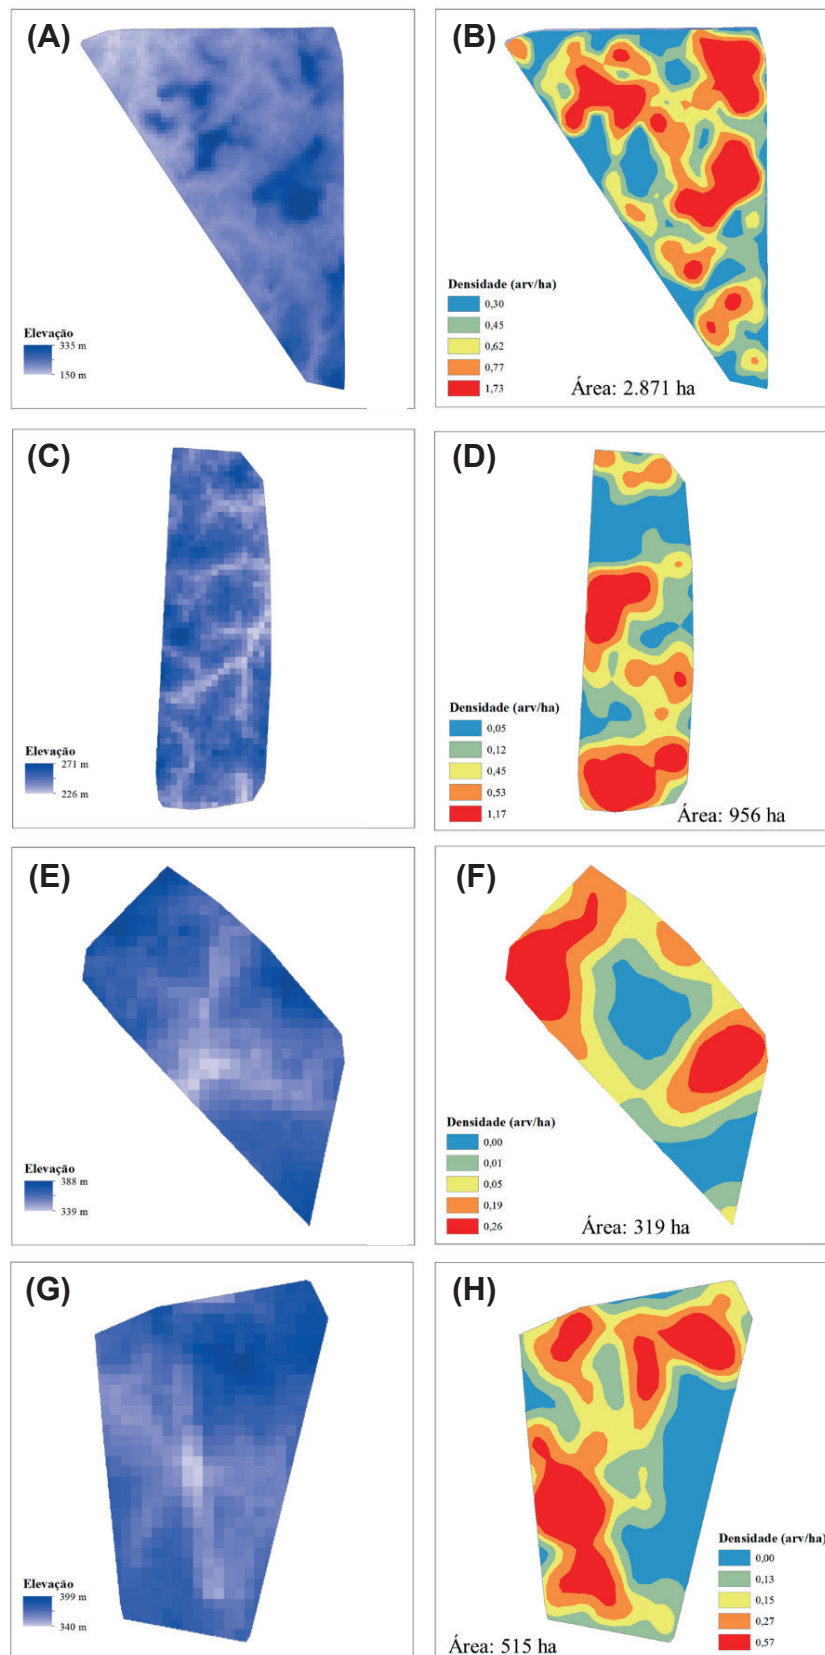 (A)
Elevação
335 m
150 m
(B)
Densidade (arv/ha)
0,30
0,45
0,62
0,77
1,73
Área: 2.871 ha
(C)
Elevação
271 m
226 m
(D)
Densidade (arv/ha)
0,05
0,12
0,45
0,53
1,17
Área: 956 ha
(E)
Elevação
388 m
339 m
(F)
Densidade (arv/ha)
0,00
0,01
0,05
0,19
0,26
Área: 319 ha
(G)
Elevação
399 m
340 m
(H)
Densidade (arv/ha)
0,00
0,13
0,15
0,27
0,57
Área: 515 ha